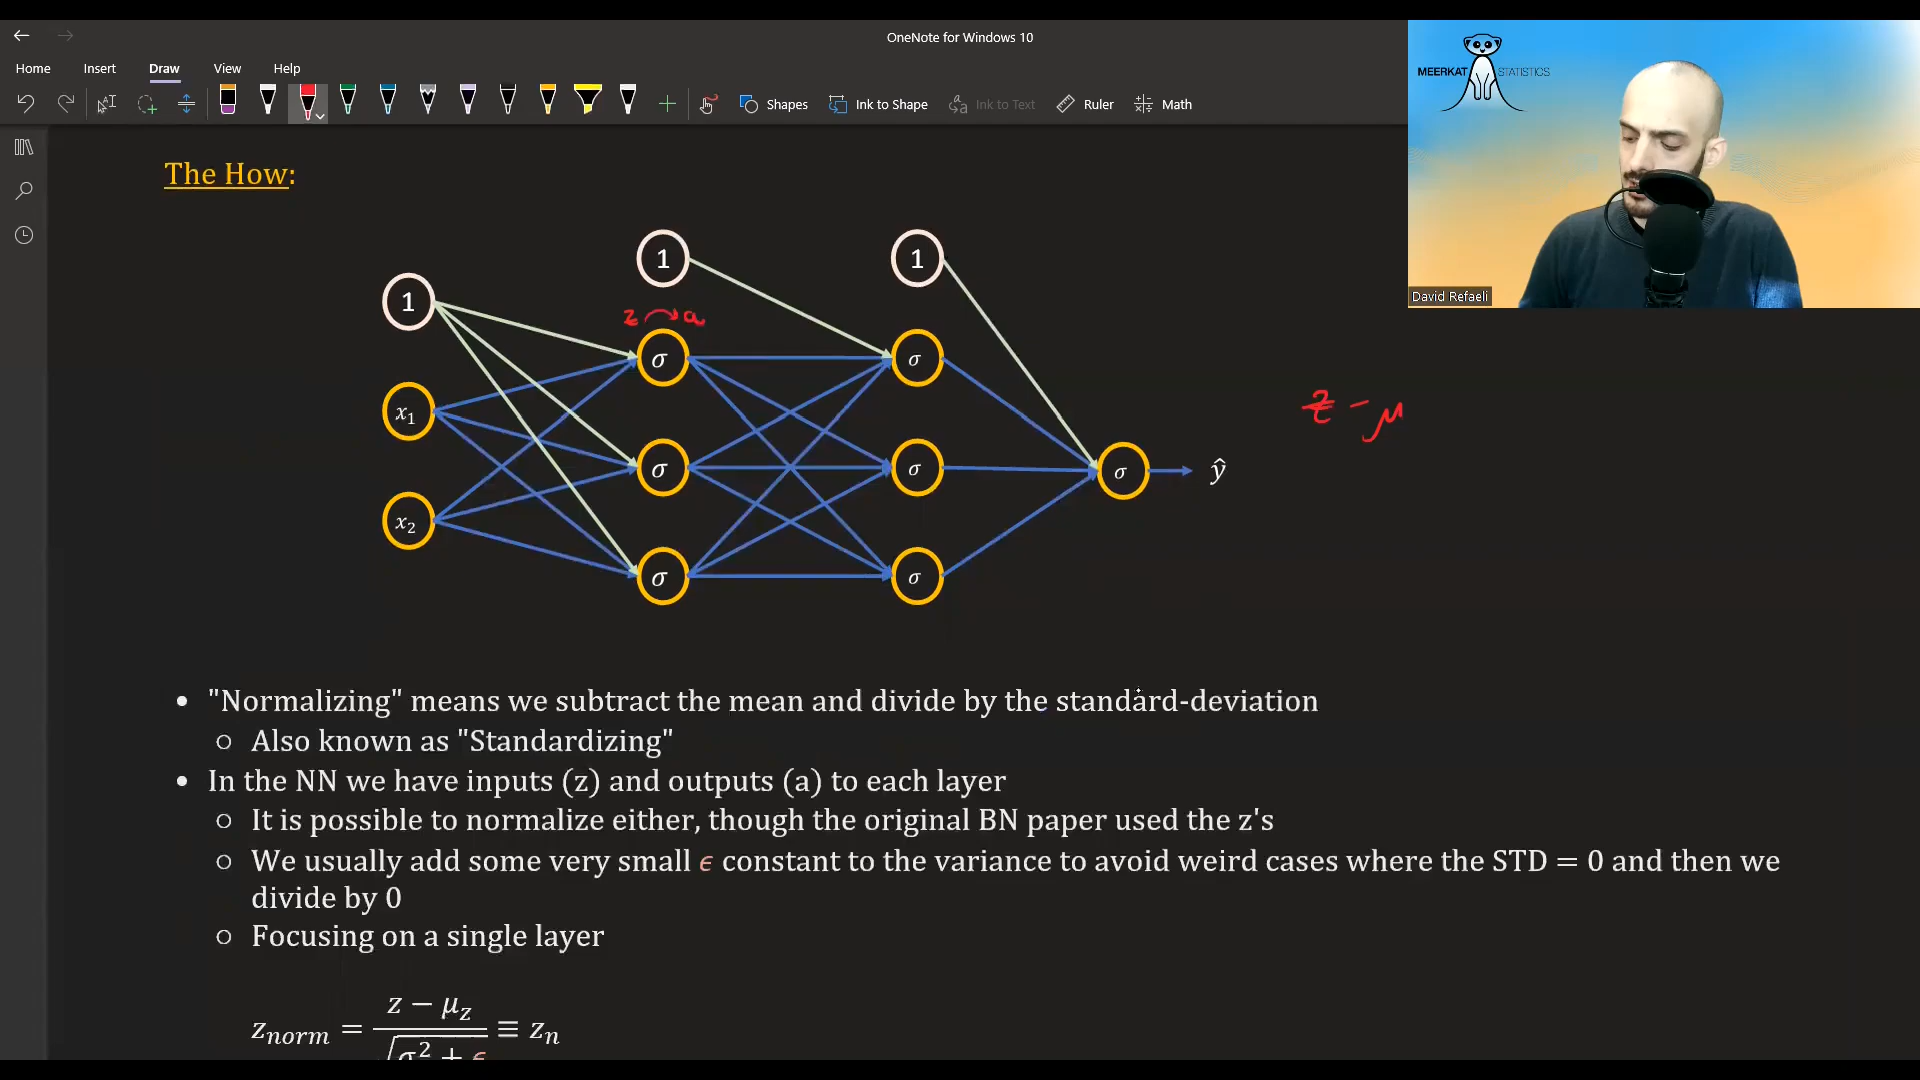 OneNote for Windows 10
Home Insert Draw View Help
Shapes Ink to Shape Ink to Text Ruler Math
MEERKAT STATISTICS
David Refaeli
The How:
1 1
1
z a
σ σ
x₁
z - μ
σ σ σ ŷ
x₂
σ σ
• "Normalizing" means we subtract the mean and divide by the standard-deviation
○ Also known as "Standardizing"
• In the NN we have inputs (z) and outputs (a) to each layer
○ It is possible to normalize either, though the original BN paper used the z's
○ We usually add some very small ϵ constant to the variance to avoid weird cases where the STD = 0 and then we
divide by 0
○ Focusing on a single layer
z - μ_z
z_norm = ――― ≡ z_n
√σ² + ϵ